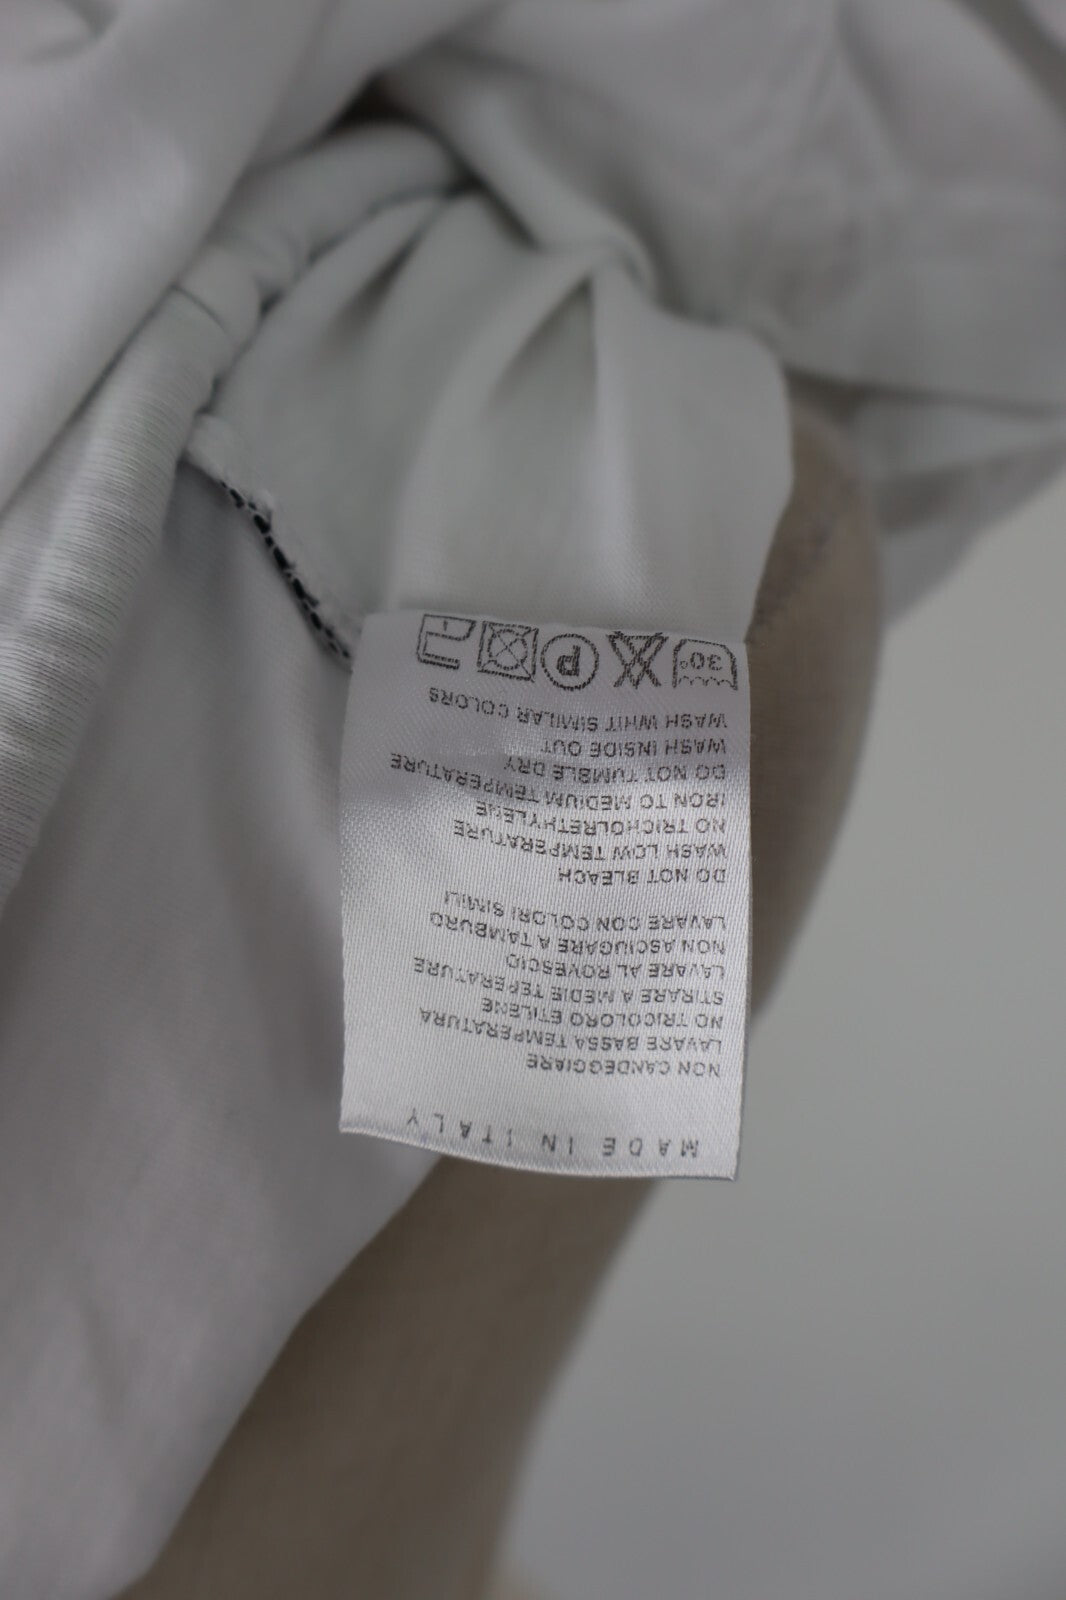 MADE IN ITALY
NON CANDEGGIARE
LAVARE BASSA TEMPERATURA
NO TRICOLORO ETILENE
STIRARE A MEDIE TEPERATURE
LAVARE AL ROVESCIO
NON ASCIUGARE A TAMBURO
LAVARE CON COLORI SIMILI
DO NOT BLEACH
WASH LOW TEMPERATURE
NO TRICHOLRETHYLENE
IRON TO MEDIUM TEMPERATURE
DO NOT TUMBLE DRY
WASH INSIDE OUT
WASH WHIT SIMILAR COLORS
30° P